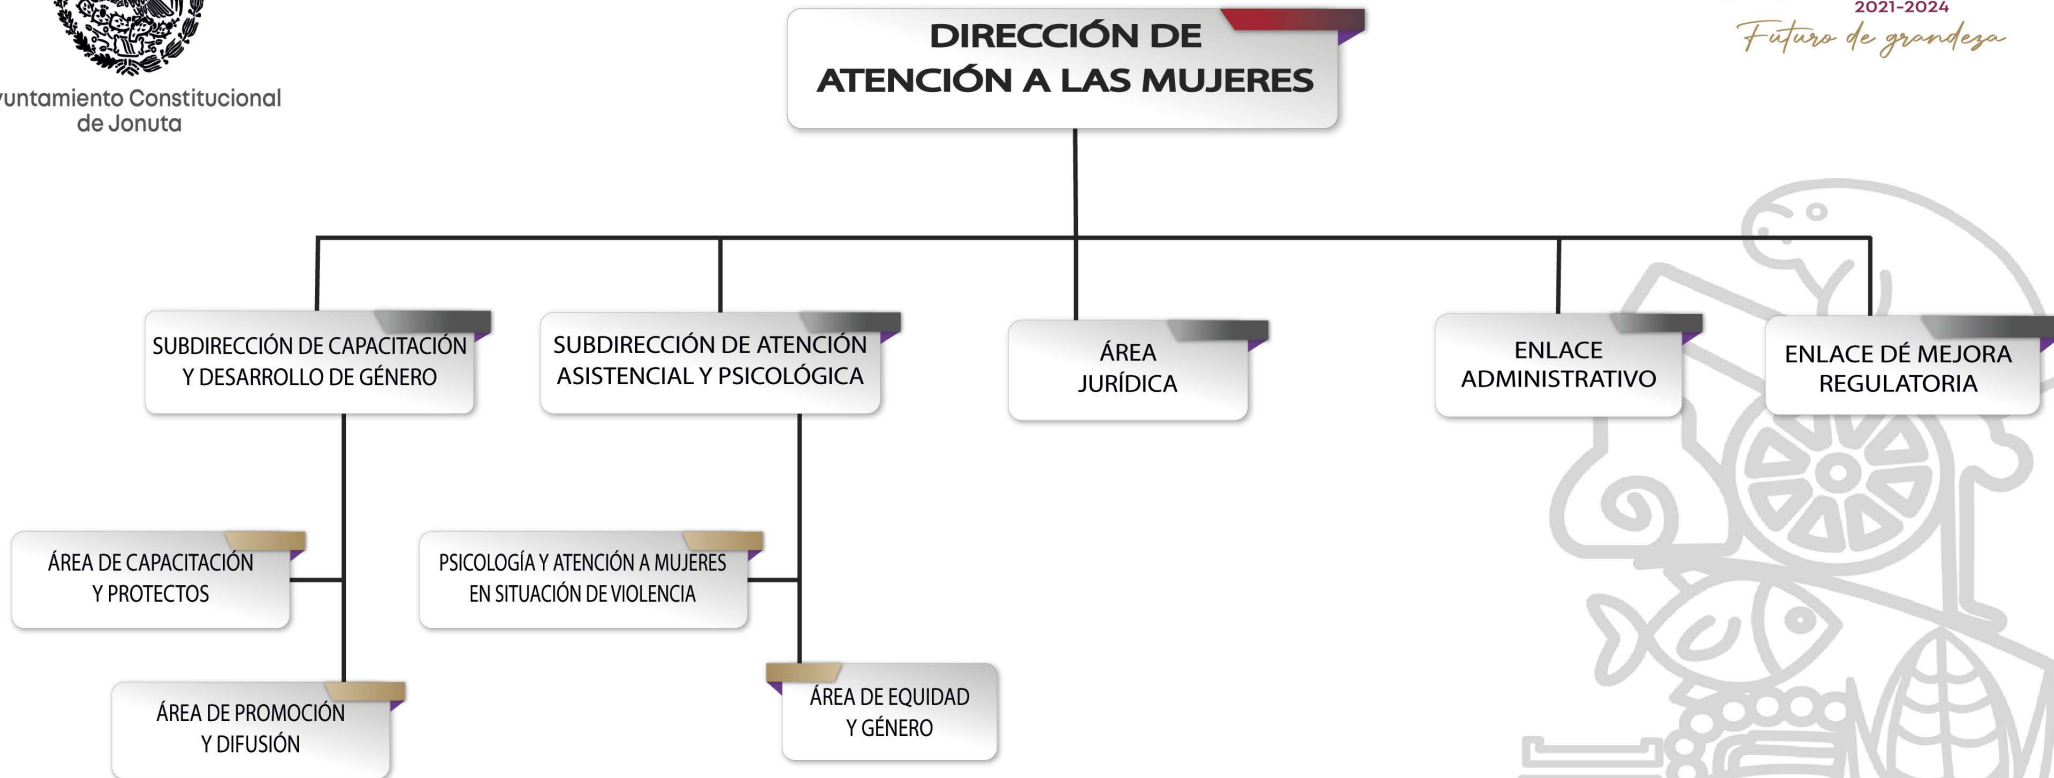 2021-2024
Futuro de grandeza
Ayuntamiento Constitucional
de Jonuta
DIRECCIÓN DE
ATENCIÓN A LAS MUJERES
SUBDIRECCIÓN DE CAPACITACIÓN
Y DESARROLLO DE GÉNERO
SUBDIRECCIÓN DE ATENCIÓN
ASISTENCIAL Y PSICOLÓGICA
ÁREA
JURÍDICA
ENLACE
ADMINISTRATIVO
ENLACE DÉ MEJORA
REGULATORIA
ÁREA DE CAPACITACIÓN
Y PROTECTOS
PSICOLOGÍA Y ATENCIÓN A MUJERES
EN SITUACIÓN DE VIOLENCIA
ÁREA DE PROMOCIÓN
Y DIFUSIÓN
ÁREA DE EQUIDAD
Y GÉNERO